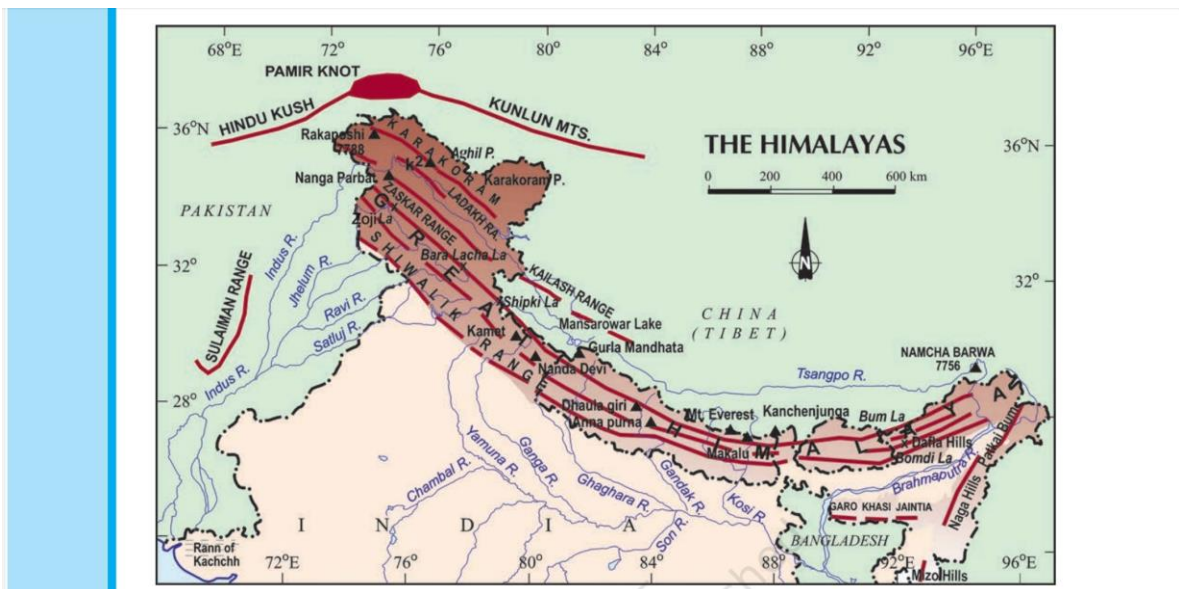 68°E 72° 76° 80° 84° 88° 92° 96°E
PAMIR KNOT
HINDU KUSH
KUNLUN MTS.
36°N
36°N
THE HIMALAYAS
0 200 400 600 km
Rakaposhi
7788
KARAKORAM
Aghil P.
K2
Nanga Parbat
Karakoram P.
LADAKH RA
ZASKAR RANGE
PAKISTAN
Zoji La
GREAT HIMALAYA
SHIWALIK RANGE
Bara Lacha La
N
32°
32°
Indus R.
Jhelum R.
Ravi R.
Satluj R.
SULAIMAN RANGE
KAILASH RANGE
Shipki La
CHINA
(TIBET)
Mansarowar Lake
Kamet
Gurla Mandhata
Nanda Devi
NAMCHA BARWA
7756
Tsangpo R.
Indus R.
28°
28°
Dhaula giri
Anna purna
Mt. Everest
Kanchenjunga
Makalu
Bum La
Dafla Hills
Bomdi La
Patkai Bum
Brahmaputra R.
Yamuna R.
Ganga R.
Chambal R.
Ghaghara R.
Gandak R.
Kosi R.
Son R.
GARO KHASI JAINTIA
Naga Hills
INDIA
BANGLADESH
Rann of
Kachchh
Mizo Hills
72° 76° 80° 84° 88° 92°E 96°E